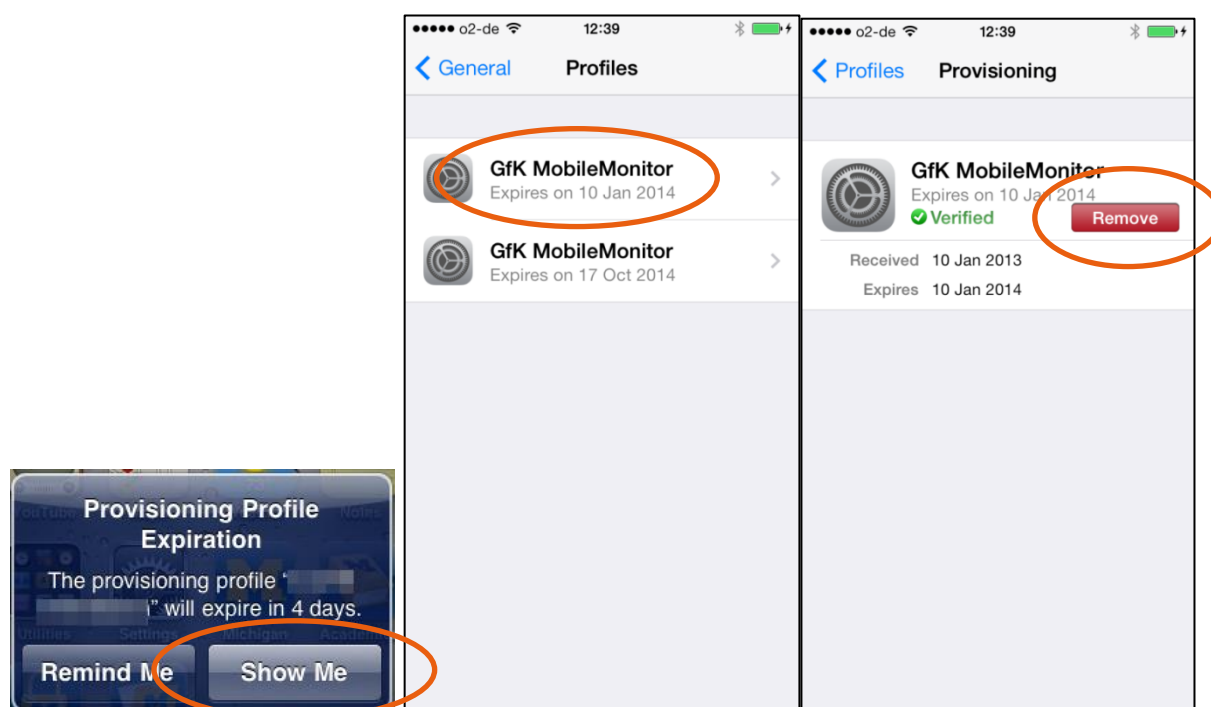 Provisioning Profile
Expiration
The provisioning profile “
” will expire in 4 days.
Remind Me
Show Me
o2-de
12:39
General
Profiles
GfK MobileMonitor
Expires on 10 Jan 2014
GfK MobileMonitor
Expires on 17 Oct 2014
o2-de
12:39
Profiles
Provisioning
GfK MobileMonitor
Expires on 10 Jan 2014
Verified
Remove
Received 10 Jan 2013
Expires 10 Jan 2014